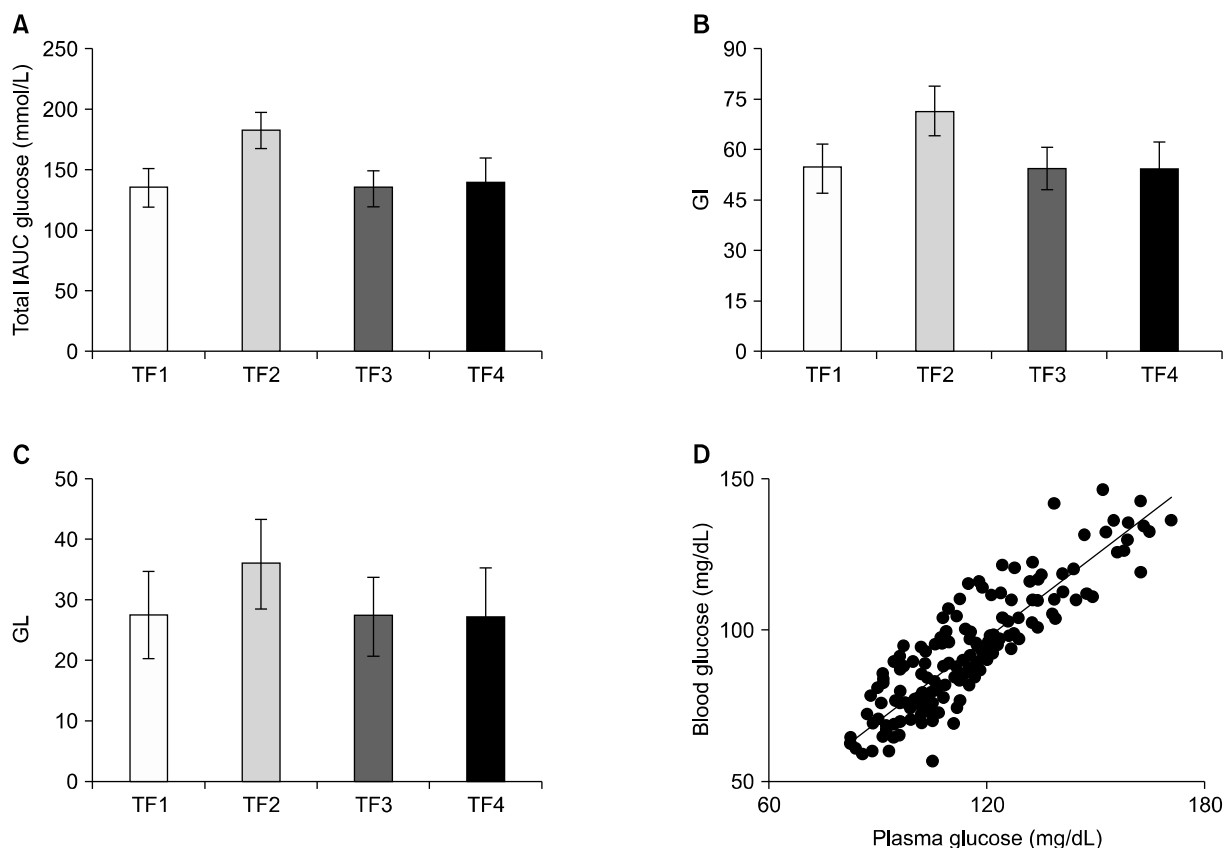 A
250
200
150
100
50
0
Total IAUC glucose (mmol/L)
TF1 TF2 TF3 TF4
B
90
75
60
45
30
15
0
GI
TF1 TF2 TF3 TF4
C
50
40
30
20
10
0
GL
TF1 TF2 TF3 TF4
D
150
100
50
Blood glucose (mg/dL)
60 120 180
Plasma glucose (mg/dL)